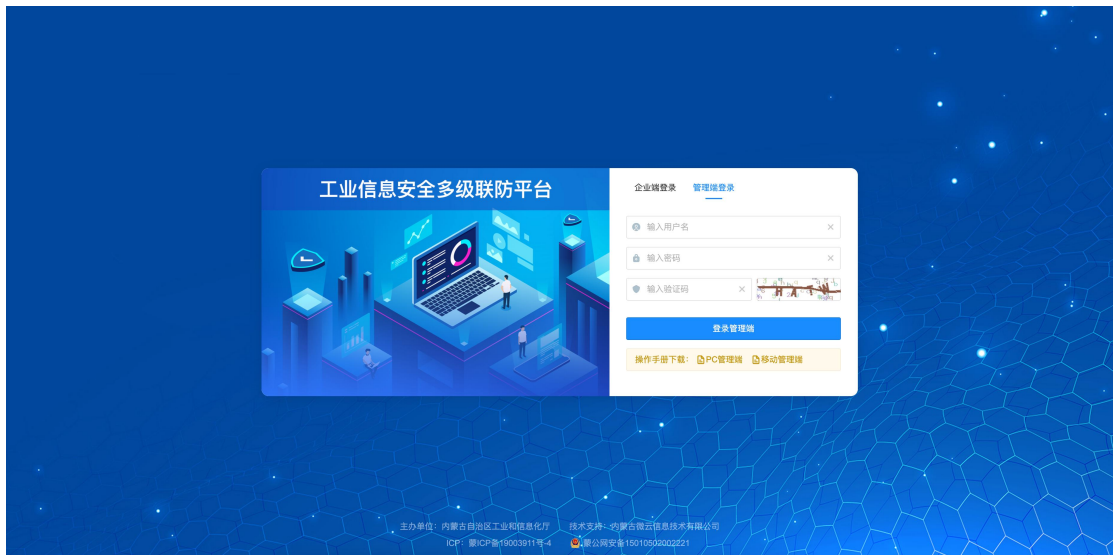 工业信息安全多级联防平台
企业端登录 管理端登录
输入用户名
输入密码
输入验证码
登录管理端
操作手册下载: PC管理端 移动管理端
主办单位：内蒙古自治区工业和信息化厅 技术支持：内蒙古微云信息技术有限公司
ICP：蒙ICP备19003911号-4 蒙公网安备15010502002221